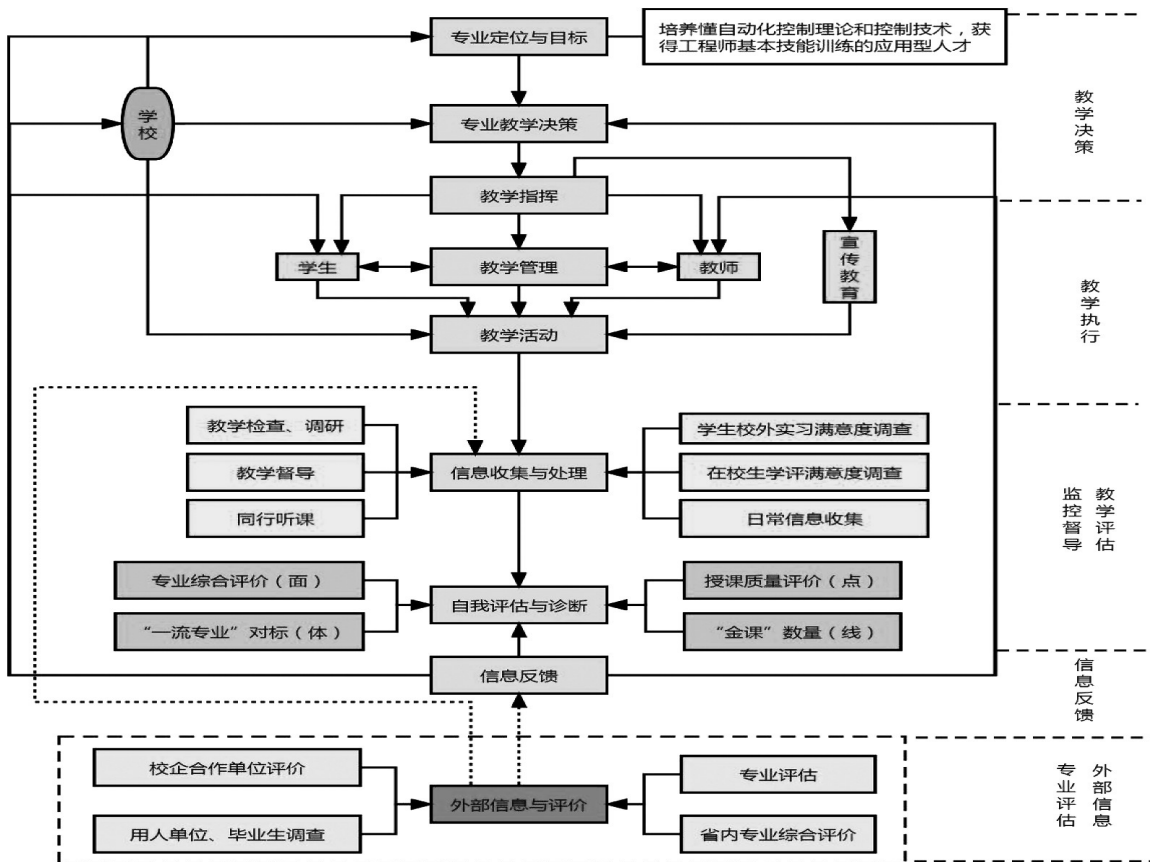 专业定位与目标
培养懂自动化控制理论和控制技术，获
得工程师基本技能训练的应用型人才
学校
专业教学决策
教学决策
教学指挥
学生
教学管理
教师
宣传教育
教学活动
教学执行
教学检查、调研
教学督导
同行听课
信息收集与处理
学生校外实习满意度调查
在校生学评满意度调查
日常信息收集
教学评估
监控督导
专业综合评价（面）
“一流专业”对标（体）
自我评估与诊断
授课质量评价（点）
“金课”数量（线）
信息反馈
信息反馈
校企合作单位评价
用人单位、毕业生调查
外部信息与评价
专业评估
省内专业综合评价
外部信息
专业评估